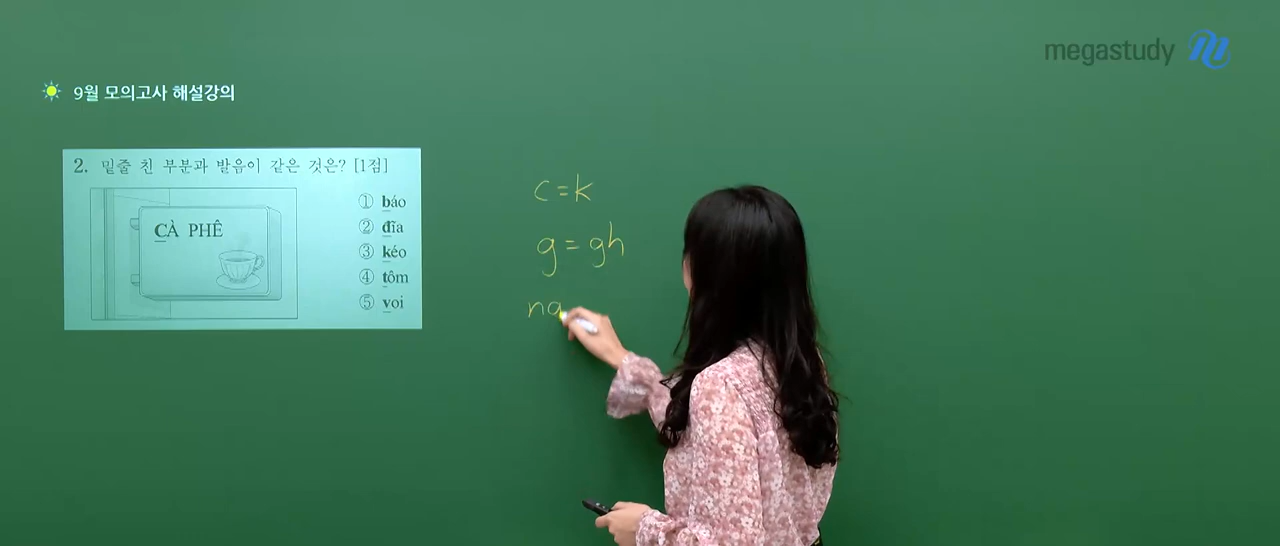 megastudy
9월 모의고사 해설강의
2. 밑줄 친 부분과 발음이 같은 것은? [1점]
CÀ PHÊ
① báo
② đĩa
③ kéo
④ tôm
⑤ voi
c=k
g=gh
ng